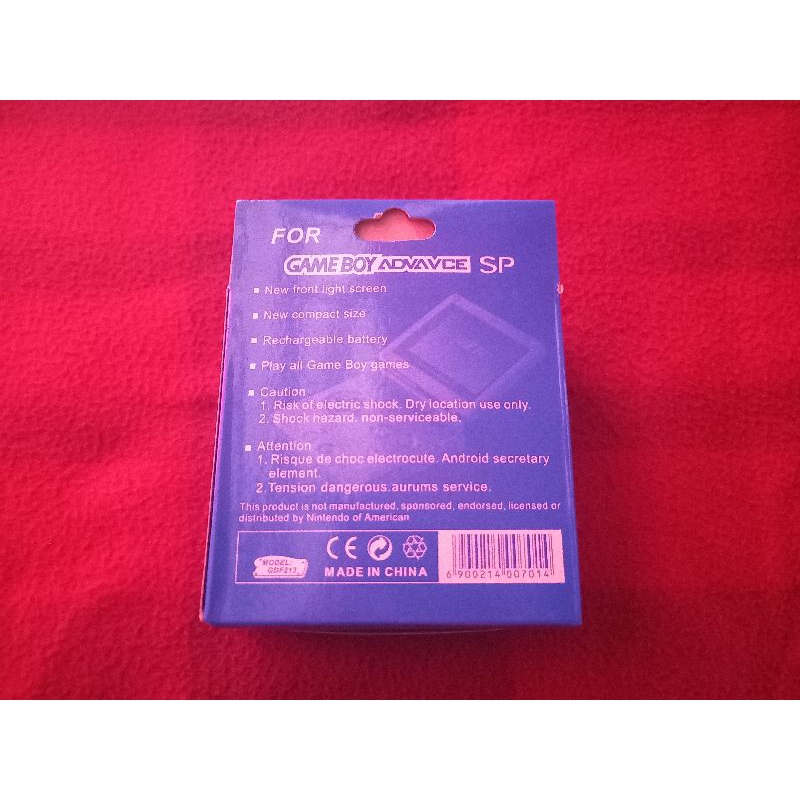 FOR
GAME BOY ADVAVCE SP
New front light screen
New compact size
Rechargeable battery
Play all Game Boy games
Caution
1. Risk of electric shock. Dry location use only.
2. Shock hazard. non-serviceable.
Attention
1. Risque de choc electrocute. Android secretary
element.
2. Tension dangerous.aurums service.
This product is not manufactured, sponsored, endorsed, licensed or
distributed by Nintendo of American
MODEL:
GDF213
CE
MADE IN CHINA
6 900214 007014